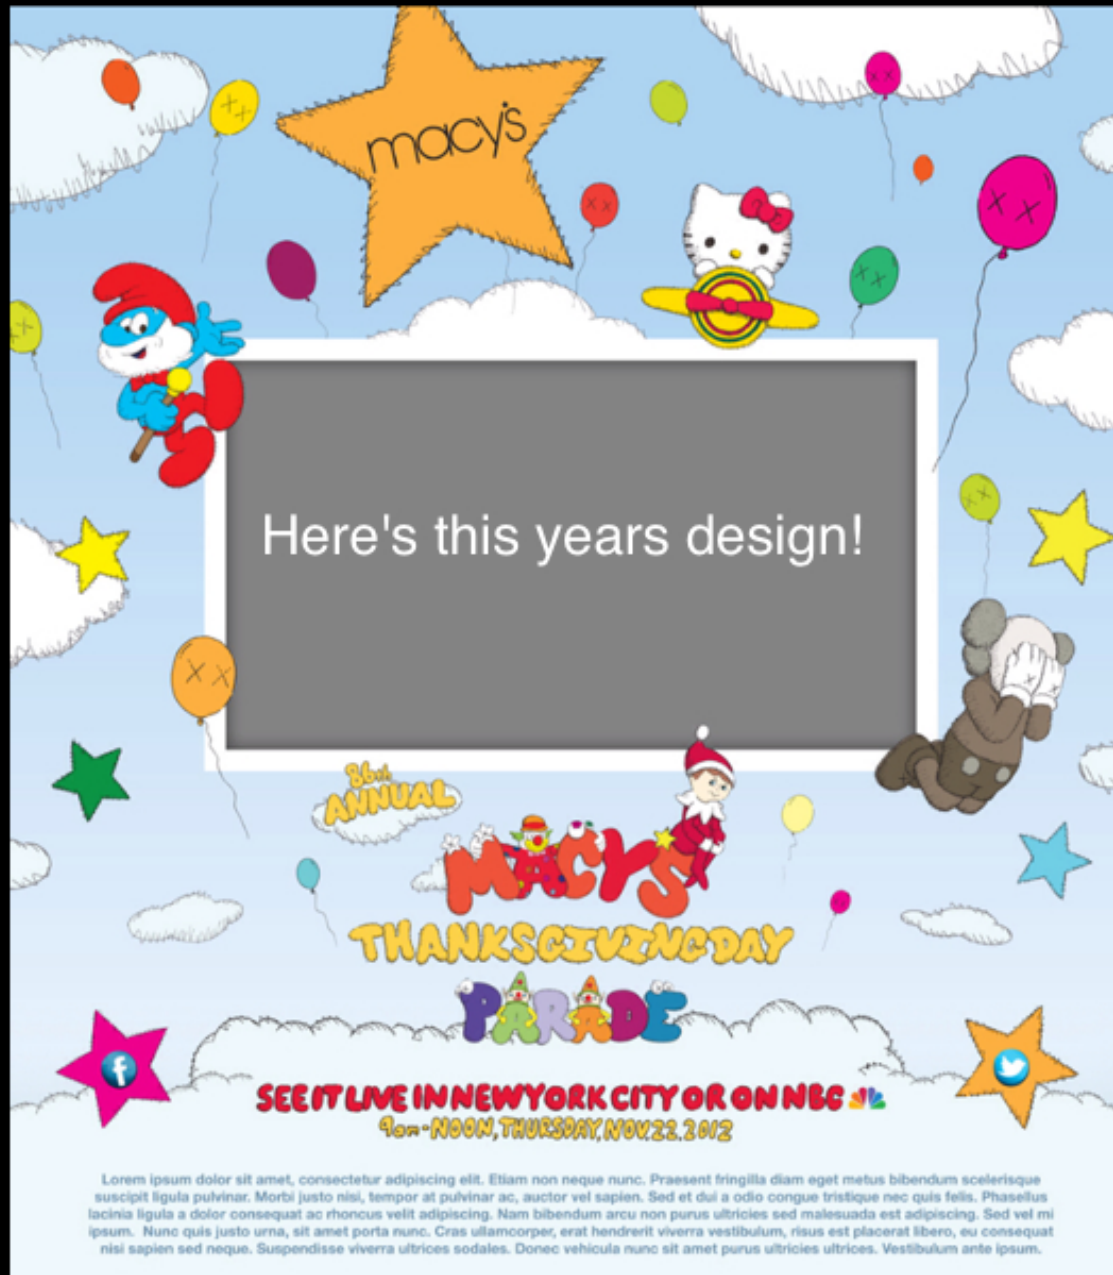 macy's
Here's this years design!
86th
ANNUAL
MACY'S
THANKSGIVING DAY
PARADE
SEE IT LIVE IN NEW YORK CITY OR ON NBC
9am-NOON, THURSDAY, NOV. 22. 2012
Lorem ipsum dolor sit amet, consectetur adipiscing elit. Etiam non neque nunc. Praesent fringilla diam eget metus bibendum scelerisque
suscipit ligula pulvinar. Morbi justo nisi, tempor at pulvinar ac, auctor vel sapien. Sed et dui a odio congue tristique nec quis felis. Phasellus
lacinia ligula a dolor consequat ac rhoncus velit adipiscing. Nam bibendum arcu non purus ultricies sed malesuada est adipiscing. Sed vel mi
ipsum. Nunc quis justo urna, sit amet porta nunc. Cras ullamcorper, erat hendrerit viverra vestibulum, risus est placerat libero, eu consequat
nisi sapien sed neque. Suspendisse viverra ultrices sodales. Donec vehicula nunc sit amet purus ultricies ultrices. Vestibulum ante ipsum.